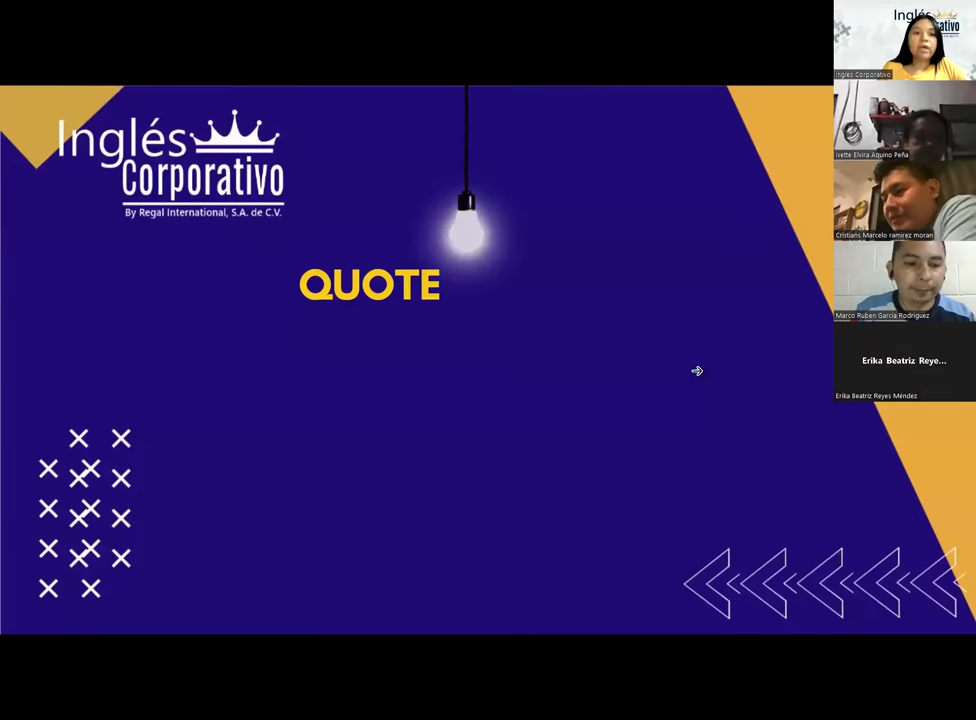 Inglés
Corporativo
By Regal International, S.A. de C.V.
QUOTE
Inglés
Ingles Corporativo
Ivette Elvira Aquino Peña
Cristians Marcelo ramirez moran
Marco Ruben Garcia Rodriguez
Erika Beatriz Reye...
Erika Beatriz Reyes Méndez